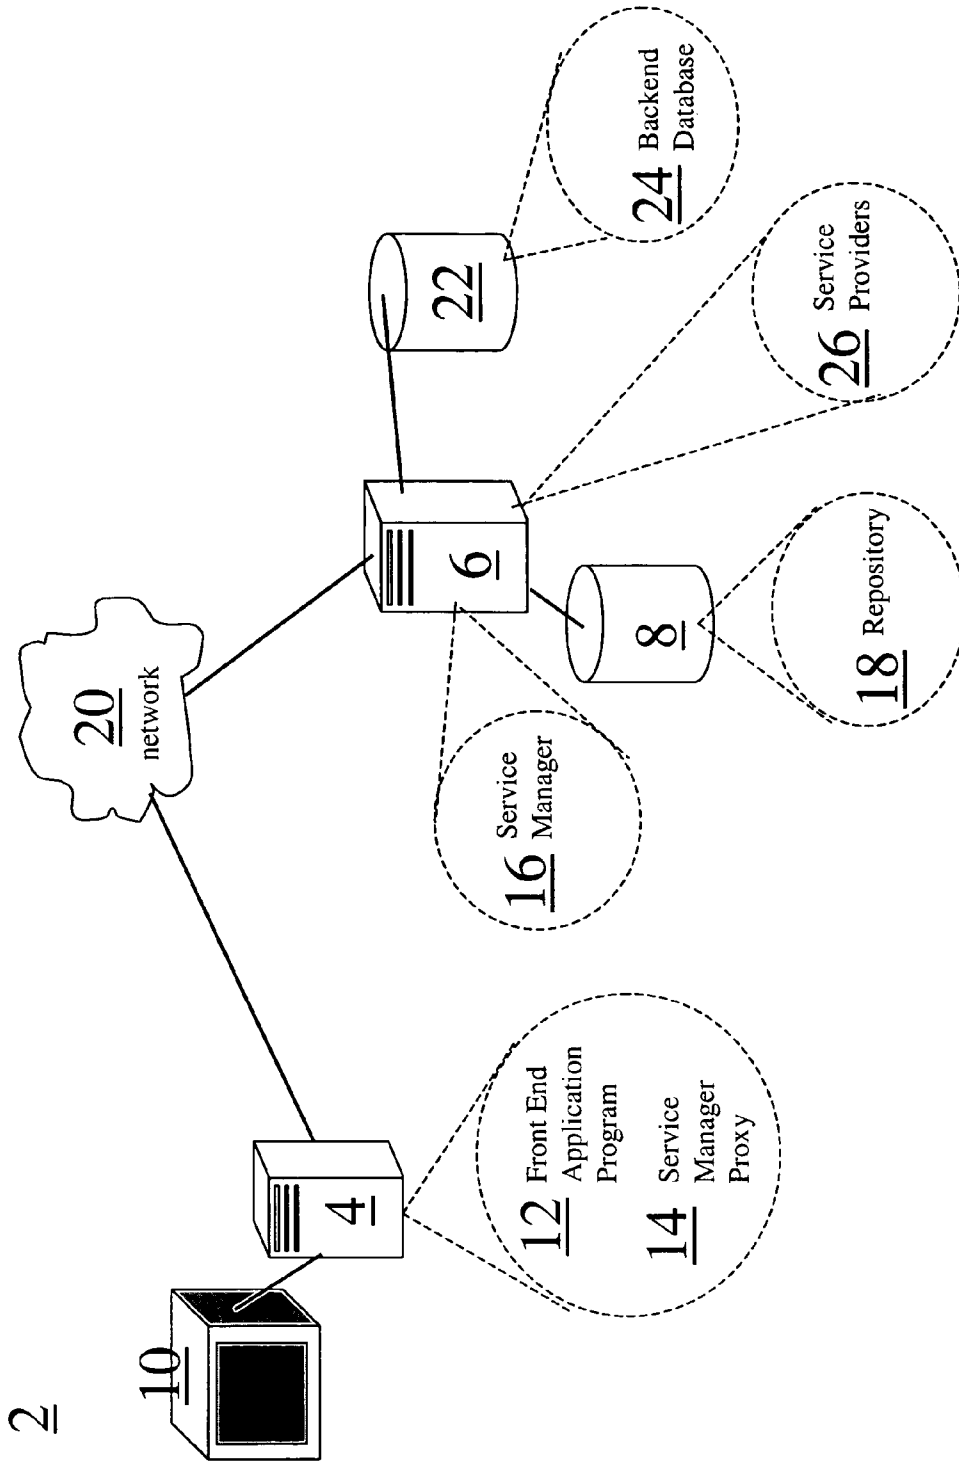 2
10
4
12 Front End
Application
Program
14 Service
Manager
Proxy
20
network
16 Service
Manager
6
8
18 Repository
22
24 Backend
Database
26 Service
Providers